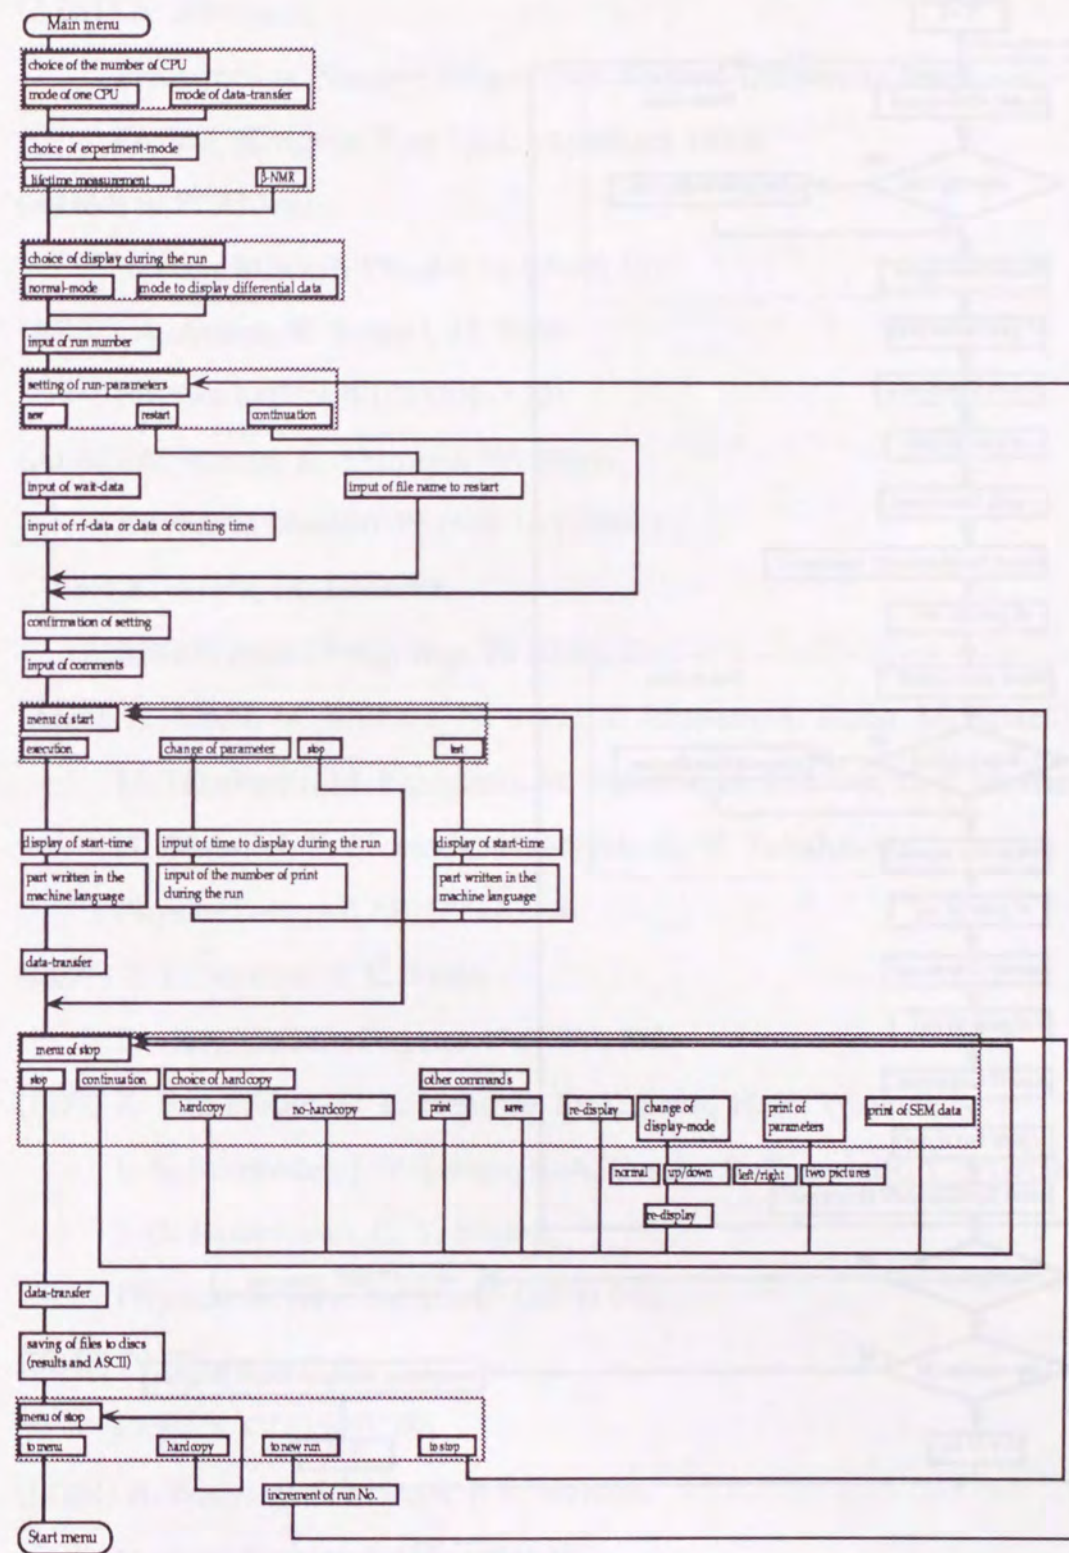 Main menu
choice of the number of CPU
mode of one CPU
mode of data-transfer
choice of experiment-mode
lifetime measurement
β-NMR
choice of display during the run
normal-mode
mode to display differential data
input of run number
setting of run-parameters
new
restart
continuation
input of wait-data
input of file name to restart
input of rf-data or data of counting time
confirmation of setting
input of comments
menu of start
execution
change of parameter
stop
test
display of start-time
input of time to display during the run
display of start-time
part written in the
machine language
input of the number of print
during the run
part written in the
machine language
data-transfer
menu of stop
stop
continuation
choice of hardcopy
other commands
hardcopy
no-hardcopy
print
save
re-display
change of
display-mode
print of
parameters
print of SEM data
normal
up/down
left/right
two pictures
re-display
data-transfer
saving of files to discs
(results and ASCII)
menu of stop
to menu
hardcopy
to new run
to stop
increment of run No.
Start menu